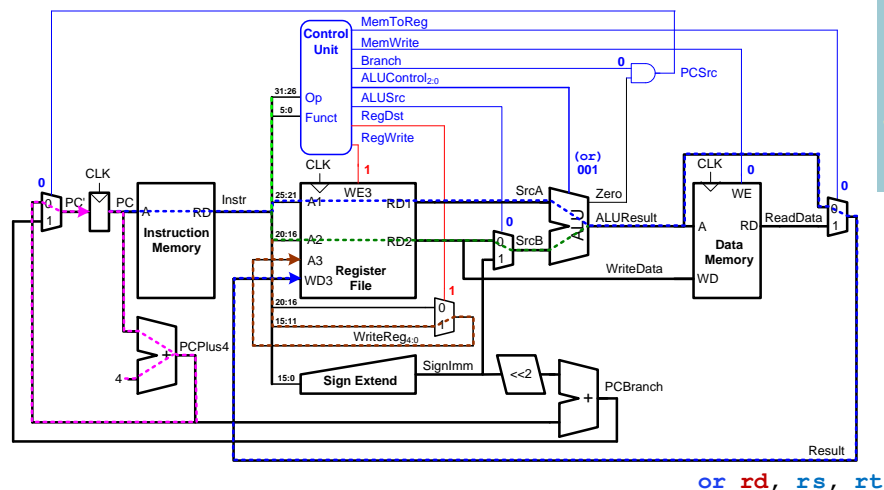 MemToReg
Control
Unit
MemWrite
Branch
0
PCSrc
ALUControl2:0
31:26
Op
ALUSrc
5:0
Funct
RegDst
RegWrite
(or)
001
CLK
CLK
CLK
1
0
0
0
0
1
PC'
PC
A
RD
Instr
Instruction
Memory
25:21
A1
WE3
RD1
SrcA
Zero
ALU
ALUResult
WE
0
1
A
RD
ReadData
Data
Memory
WD
20:16
A2
RD2
0
0
1
SrcB
A3
WD3
Register
File
WriteData
1
20:16
0
15:11
1
WriteReg4:0
PCPlus4
+
4
15:0
Sign Extend
SignImm
<<2
+
PCBranch
Result
or rd, rs, rt